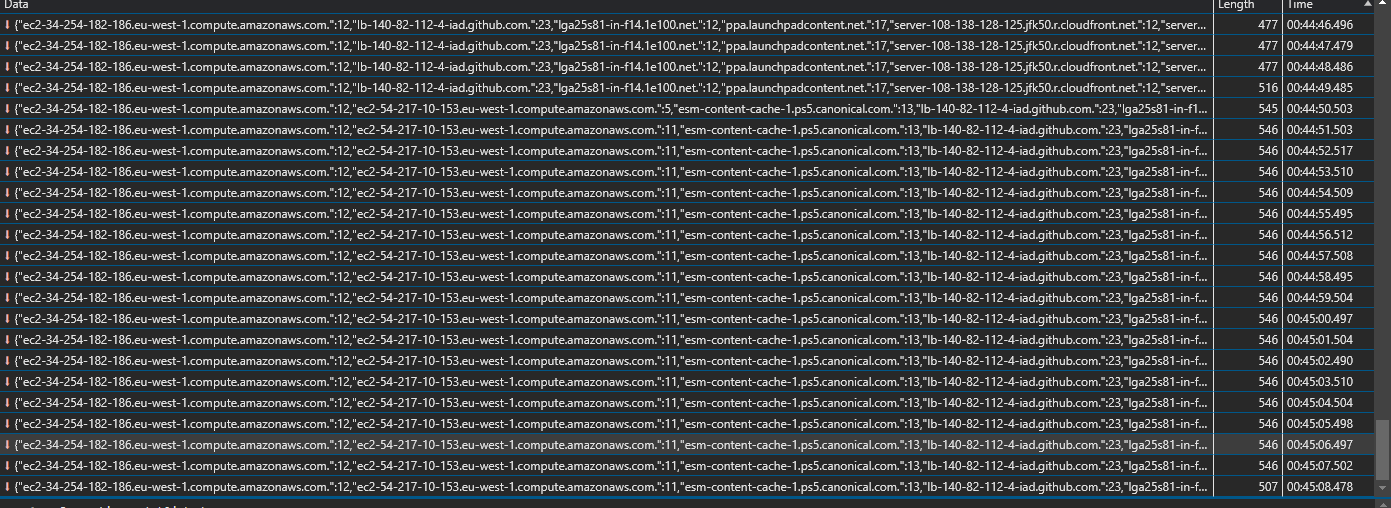 Data Length Time
{"ec2-34-254-182-186.eu-west-1.compute.amazonaws.com.":12,"lb-140-82-112-4-iad.github.com.":23,"lga25s81-in-f14.1e100.net.":12,"ppa.launchpadcontent.net.":17,"server-108-138-128-125.jfk50.r.cloudfront.net.":12,"server... 477 00:44:46.496
{"ec2-34-254-182-186.eu-west-1.compute.amazonaws.com.":12,"lb-140-82-112-4-iad.github.com.":23,"lga25s81-in-f14.1e100.net.":12,"ppa.launchpadcontent.net.":17,"server-108-138-128-125.jfk50.r.cloudfront.net.":12,"server... 477 00:44:47.479
{"ec2-34-254-182-186.eu-west-1.compute.amazonaws.com.":12,"lb-140-82-112-4-iad.github.com.":23,"lga25s81-in-f14.1e100.net.":12,"ppa.launchpadcontent.net.":17,"server-108-138-128-125.jfk50.r.cloudfront.net.":12,"server... 477 00:44:48.486
{"ec2-34-254-182-186.eu-west-1.compute.amazonaws.com.":12,"lb-140-82-112-4-iad.github.com.":23,"lga25s81-in-f14.1e100.net.":12,"ppa.launchpadcontent.net.":17,"server-108-138-128-125.jfk50.r.cloudfront.net.":12,"server... 516 00:44:49.485
{"ec2-34-254-182-186.eu-west-1.compute.amazonaws.com.":12,"ec2-54-217-10-153.eu-west-1.compute.amazonaws.com.":5,"esm-content-cache-1.ps5.canonical.com.":13,"lb-140-82-112-4-iad.github.com.":23,"lga25s81-in-f1... 545 00:44:50.503
{"ec2-34-254-182-186.eu-west-1.compute.amazonaws.com.":12,"ec2-54-217-10-153.eu-west-1.compute.amazonaws.com.":11,"esm-content-cache-1.ps5.canonical.com.":13,"lb-140-82-112-4-iad.github.com.":23,"lga25s81-in-f... 546 00:44:51.503
{"ec2-34-254-182-186.eu-west-1.compute.amazonaws.com.":12,"ec2-54-217-10-153.eu-west-1.compute.amazonaws.com.":11,"esm-content-cache-1.ps5.canonical.com.":13,"lb-140-82-112-4-iad.github.com.":23,"lga25s81-in-f... 546 00:44:52.517
{"ec2-34-254-182-186.eu-west-1.compute.amazonaws.com.":12,"ec2-54-217-10-153.eu-west-1.compute.amazonaws.com.":11,"esm-content-cache-1.ps5.canonical.com.":13,"lb-140-82-112-4-iad.github.com.":23,"lga25s81-in-f... 546 00:44:53.510
{"ec2-34-254-182-186.eu-west-1.compute.amazonaws.com.":12,"ec2-54-217-10-153.eu-west-1.compute.amazonaws.com.":11,"esm-content-cache-1.ps5.canonical.com.":13,"lb-140-82-112-4-iad.github.com.":23,"lga25s81-in-f... 546 00:44:54.509
{"ec2-34-254-182-186.eu-west-1.compute.amazonaws.com.":12,"ec2-54-217-10-153.eu-west-1.compute.amazonaws.com.":11,"esm-content-cache-1.ps5.canonical.com.":13,"lb-140-82-112-4-iad.github.com.":23,"lga25s81-in-f... 546 00:44:55.495
{"ec2-34-254-182-186.eu-west-1.compute.amazonaws.com.":12,"ec2-54-217-10-153.eu-west-1.compute.amazonaws.com.":11,"esm-content-cache-1.ps5.canonical.com.":13,"lb-140-82-112-4-iad.github.com.":23,"lga25s81-in-f... 546 00:44:56.512
{"ec2-34-254-182-186.eu-west-1.compute.amazonaws.com.":12,"ec2-54-217-10-153.eu-west-1.compute.amazonaws.com.":11,"esm-content-cache-1.ps5.canonical.com.":13,"lb-140-82-112-4-iad.github.com.":23,"lga25s81-in-f... 546 00:44:57.508
{"ec2-34-254-182-186.eu-west-1.compute.amazonaws.com.":12,"ec2-54-217-10-153.eu-west-1.compute.amazonaws.com.":11,"esm-content-cache-1.ps5.canonical.com.":13,"lb-140-82-112-4-iad.github.com.":23,"lga25s81-in-f... 546 00:44:58.495
{"ec2-34-254-182-186.eu-west-1.compute.amazonaws.com.":12,"ec2-54-217-10-153.eu-west-1.compute.amazonaws.com.":11,"esm-content-cache-1.ps5.canonical.com.":13,"lb-140-82-112-4-iad.github.com.":23,"lga25s81-in-f... 546 00:44:59.504
{"ec2-34-254-182-186.eu-west-1.compute.amazonaws.com.":12,"ec2-54-217-10-153.eu-west-1.compute.amazonaws.com.":11,"esm-content-cache-1.ps5.canonical.com.":13,"lb-140-82-112-4-iad.github.com.":23,"lga25s81-in-f... 546 00:45:00.497
{"ec2-34-254-182-186.eu-west-1.compute.amazonaws.com.":12,"ec2-54-217-10-153.eu-west-1.compute.amazonaws.com.":11,"esm-content-cache-1.ps5.canonical.com.":13,"lb-140-82-112-4-iad.github.com.":23,"lga25s81-in-f... 546 00:45:01.504
{"ec2-34-254-182-186.eu-west-1.compute.amazonaws.com.":12,"ec2-54-217-10-153.eu-west-1.compute.amazonaws.com.":11,"esm-content-cache-1.ps5.canonical.com.":13,"lb-140-82-112-4-iad.github.com.":23,"lga25s81-in-f... 546 00:45:02.490
{"ec2-34-254-182-186.eu-west-1.compute.amazonaws.com.":12,"ec2-54-217-10-153.eu-west-1.compute.amazonaws.com.":11,"esm-content-cache-1.ps5.canonical.com.":13,"lb-140-82-112-4-iad.github.com.":23,"lga25s81-in-f... 546 00:45:03.510
{"ec2-34-254-182-186.eu-west-1.compute.amazonaws.com.":12,"ec2-54-217-10-153.eu-west-1.compute.amazonaws.com.":11,"esm-content-cache-1.ps5.canonical.com.":13,"lb-140-82-112-4-iad.github.com.":23,"lga25s81-in-f... 546 00:45:04.504
{"ec2-34-254-182-186.eu-west-1.compute.amazonaws.com.":12,"ec2-54-217-10-153.eu-west-1.compute.amazonaws.com.":11,"esm-content-cache-1.ps5.canonical.com.":13,"lb-140-82-112-4-iad.github.com.":23,"lga25s81-in-f... 546 00:45:05.498
{"ec2-34-254-182-186.eu-west-1.compute.amazonaws.com.":12,"ec2-54-217-10-153.eu-west-1.compute.amazonaws.com.":11,"esm-content-cache-1.ps5.canonical.com.":13,"lb-140-82-112-4-iad.github.com.":23,"lga25s81-in-f... 546 00:45:06.497
{"ec2-34-254-182-186.eu-west-1.compute.amazonaws.com.":12,"ec2-54-217-10-153.eu-west-1.compute.amazonaws.com.":11,"esm-content-cache-1.ps5.canonical.com.":13,"lb-140-82-112-4-iad.github.com.":23,"lga25s81-in-f... 546 00:45:07.502
{"ec2-34-254-182-186.eu-west-1.compute.amazonaws.com.":12,"ec2-54-217-10-153.eu-west-1.compute.amazonaws.com.":11,"esm-content-cache-1.ps5.canonical.com.":13,"lb-140-82-112-4-iad.github.com.":23,"lga25s81-in-f... 507 00:45:08.478